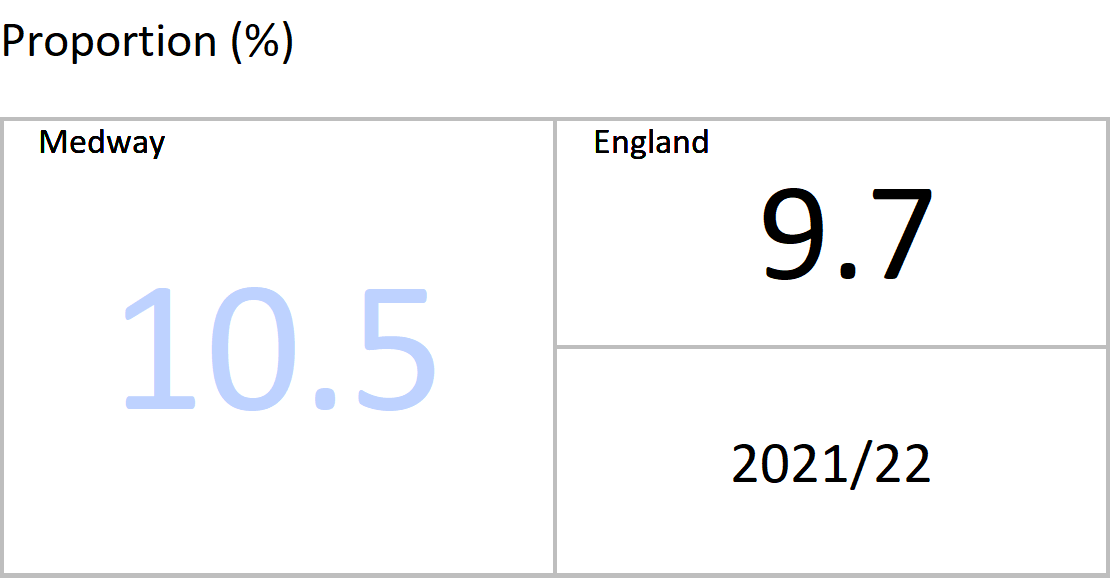 Proportion (%)
Medway
10.5
England
9.7
2021/22